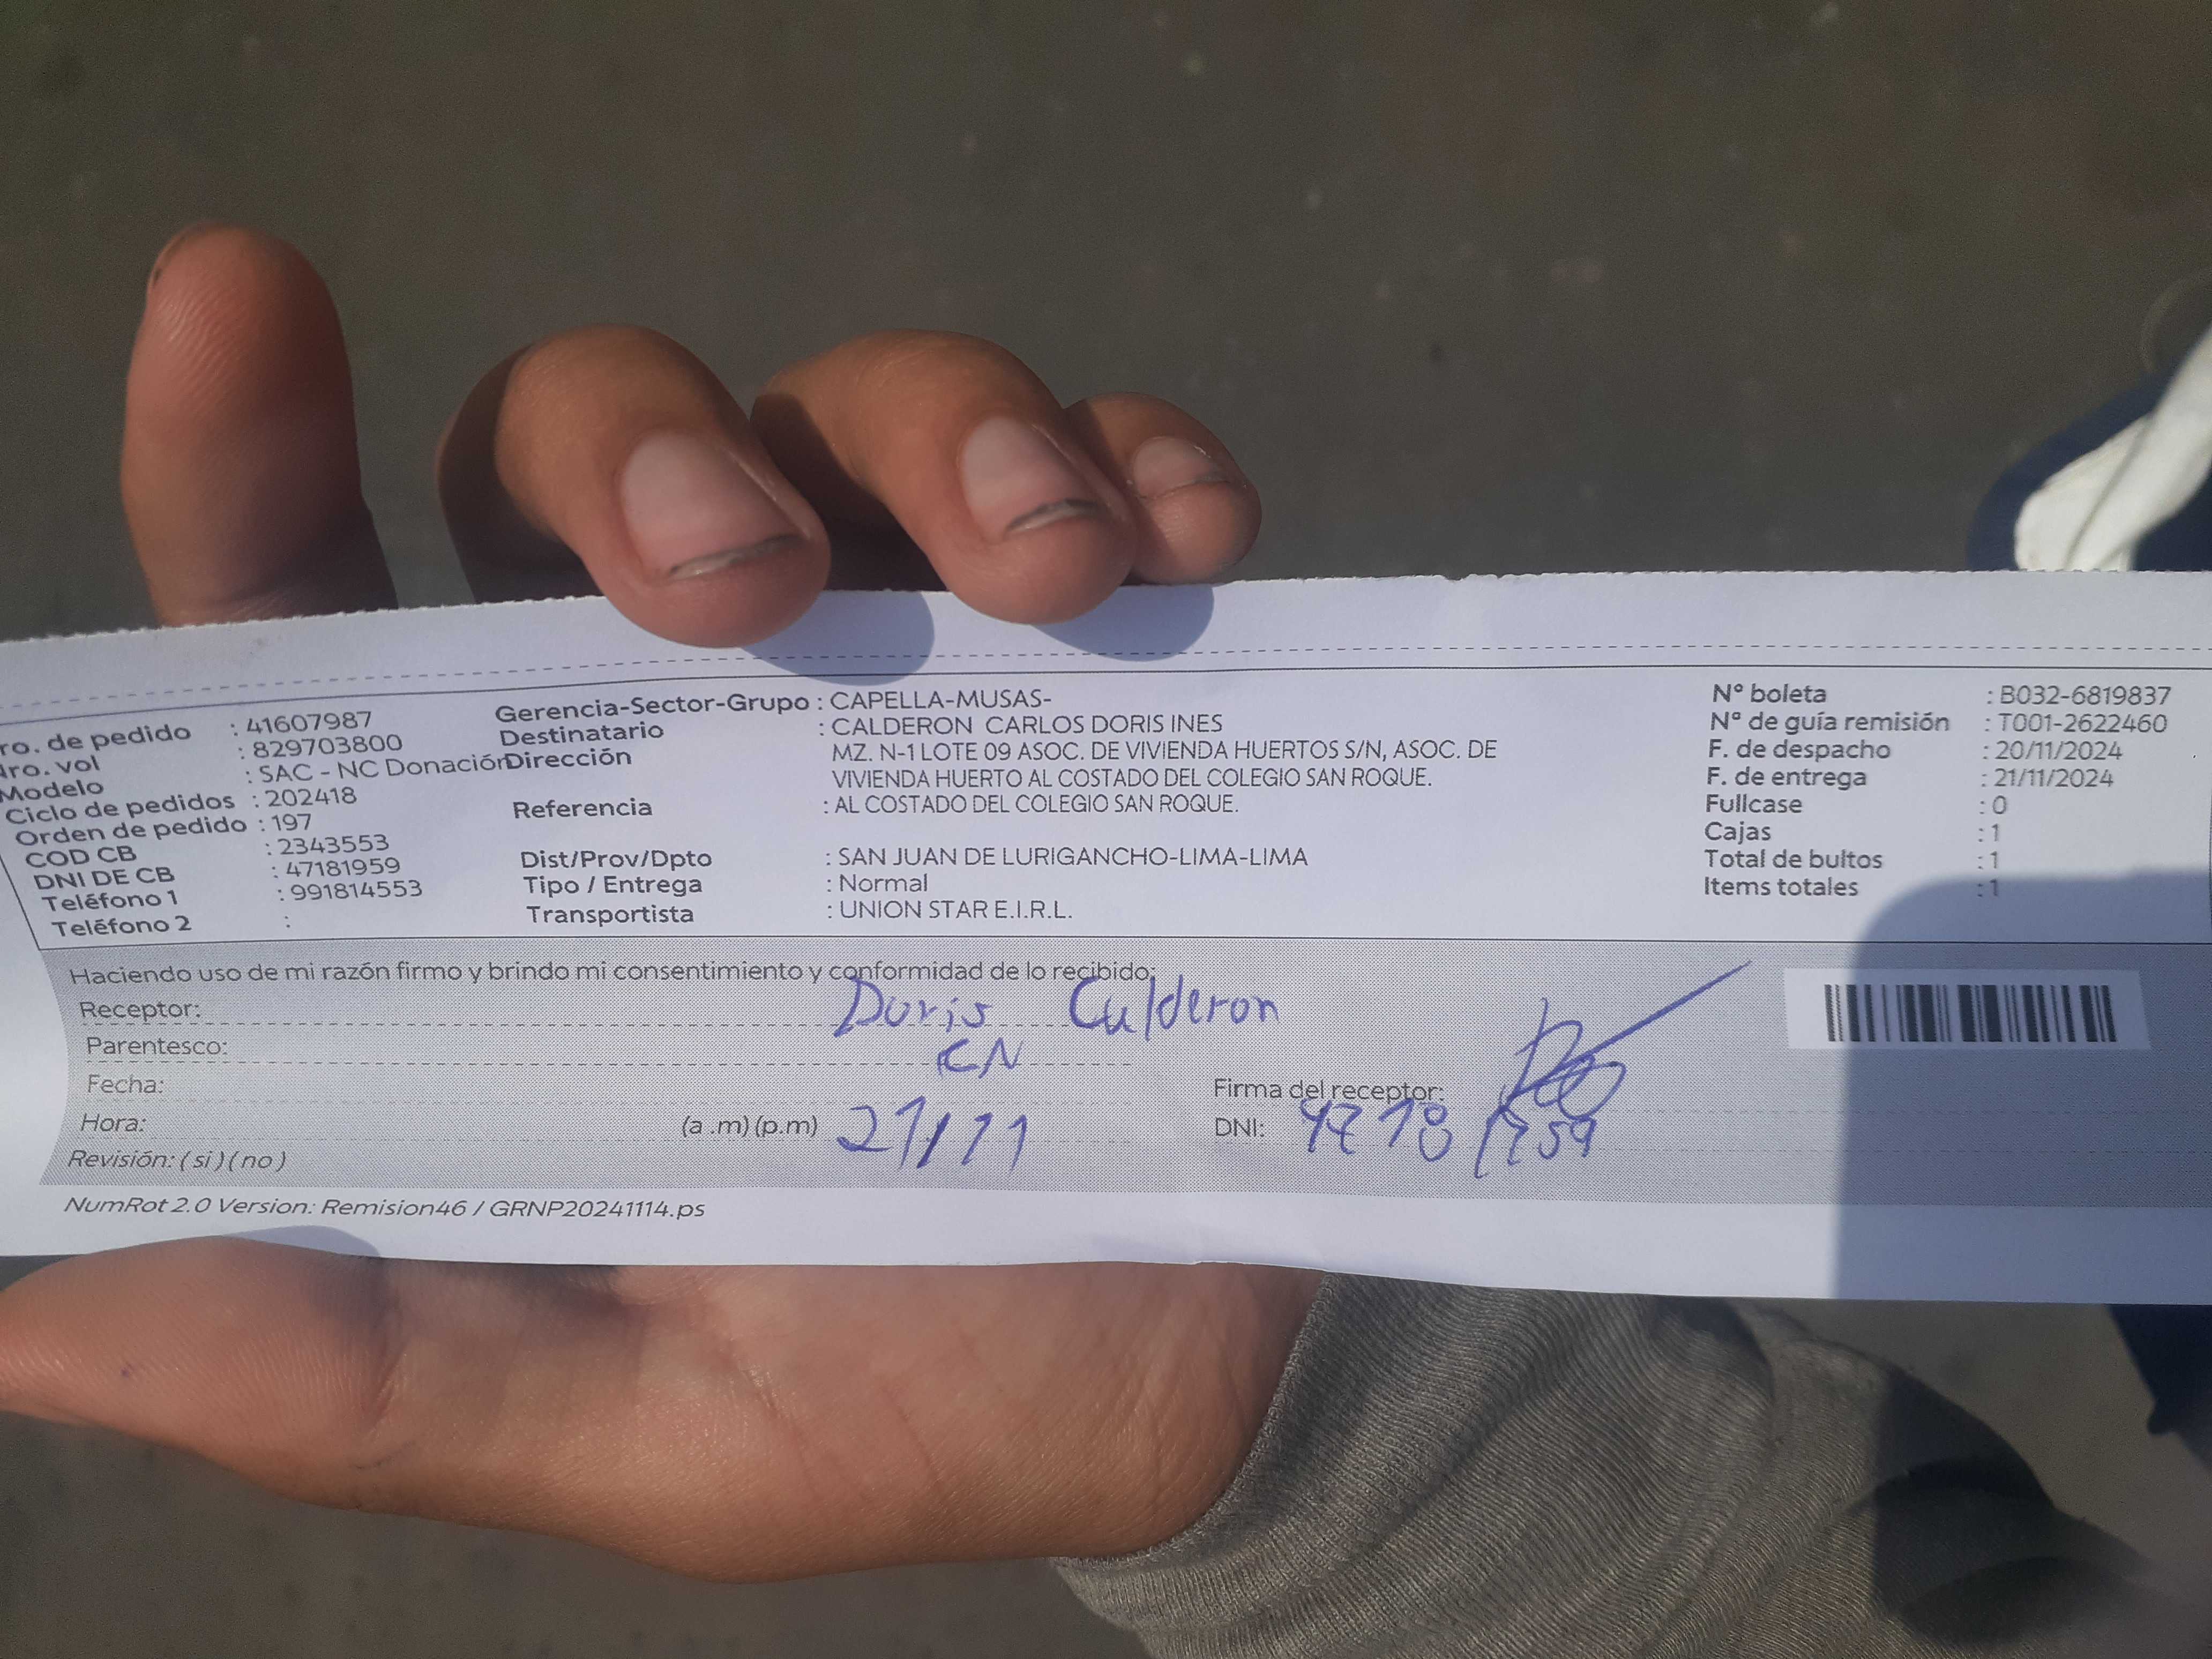 ro. de pedido : 41607987
Nro. vol : 829703800
Modelo : SAC - NC Donación
Ciclo de pedidos : 202418
Orden de pedido : 197
COD CB : 2343553
DNI DE CB : 47181959
Teléfono 1 : 991814553
Teléfono 2 :
Gerencia-Sector-Grupo : CAPELLA-MUSAS-
Destinatario : CALDERON CARLOS DORIS INES
Dirección MZ. N-1 LOTE 09 ASOC. DE VIVIENDA HUERTOS S/N, ASOC. DE
VIVIENDA HUERTO AL COSTADO DEL COLEGIO SAN ROQUE.
Referencia : AL COSTADO DEL COLEGIO SAN ROQUE.
Dist/Prov/Dpto : SAN JUAN DE LURIGANCHO-LIMA-LIMA
Tipo / Entrega : Normal
Transportista : UNION STAR E.I.R.L.
N° boleta : B032-6819837
N° de guía remisión : T001-2622460
F. de despacho : 20/11/2024
F. de entrega : 21/11/2024
Fullcase : 0
Cajas : 1
Total de bultos : 1
Items totales : 1
Haciendo uso de mi razón firmo y brindo mi consentimiento y conformidad de lo recibido:
Receptor: Doris Calderon
Parentesco: CN
Fecha:
Firma del receptor:
Hora: (a .m) (p.m) 21/11
DNI: 47181959
Revisión: ( si ) ( no )
NumRot 2.0 Version: Remision46 / GRNP20241114.ps